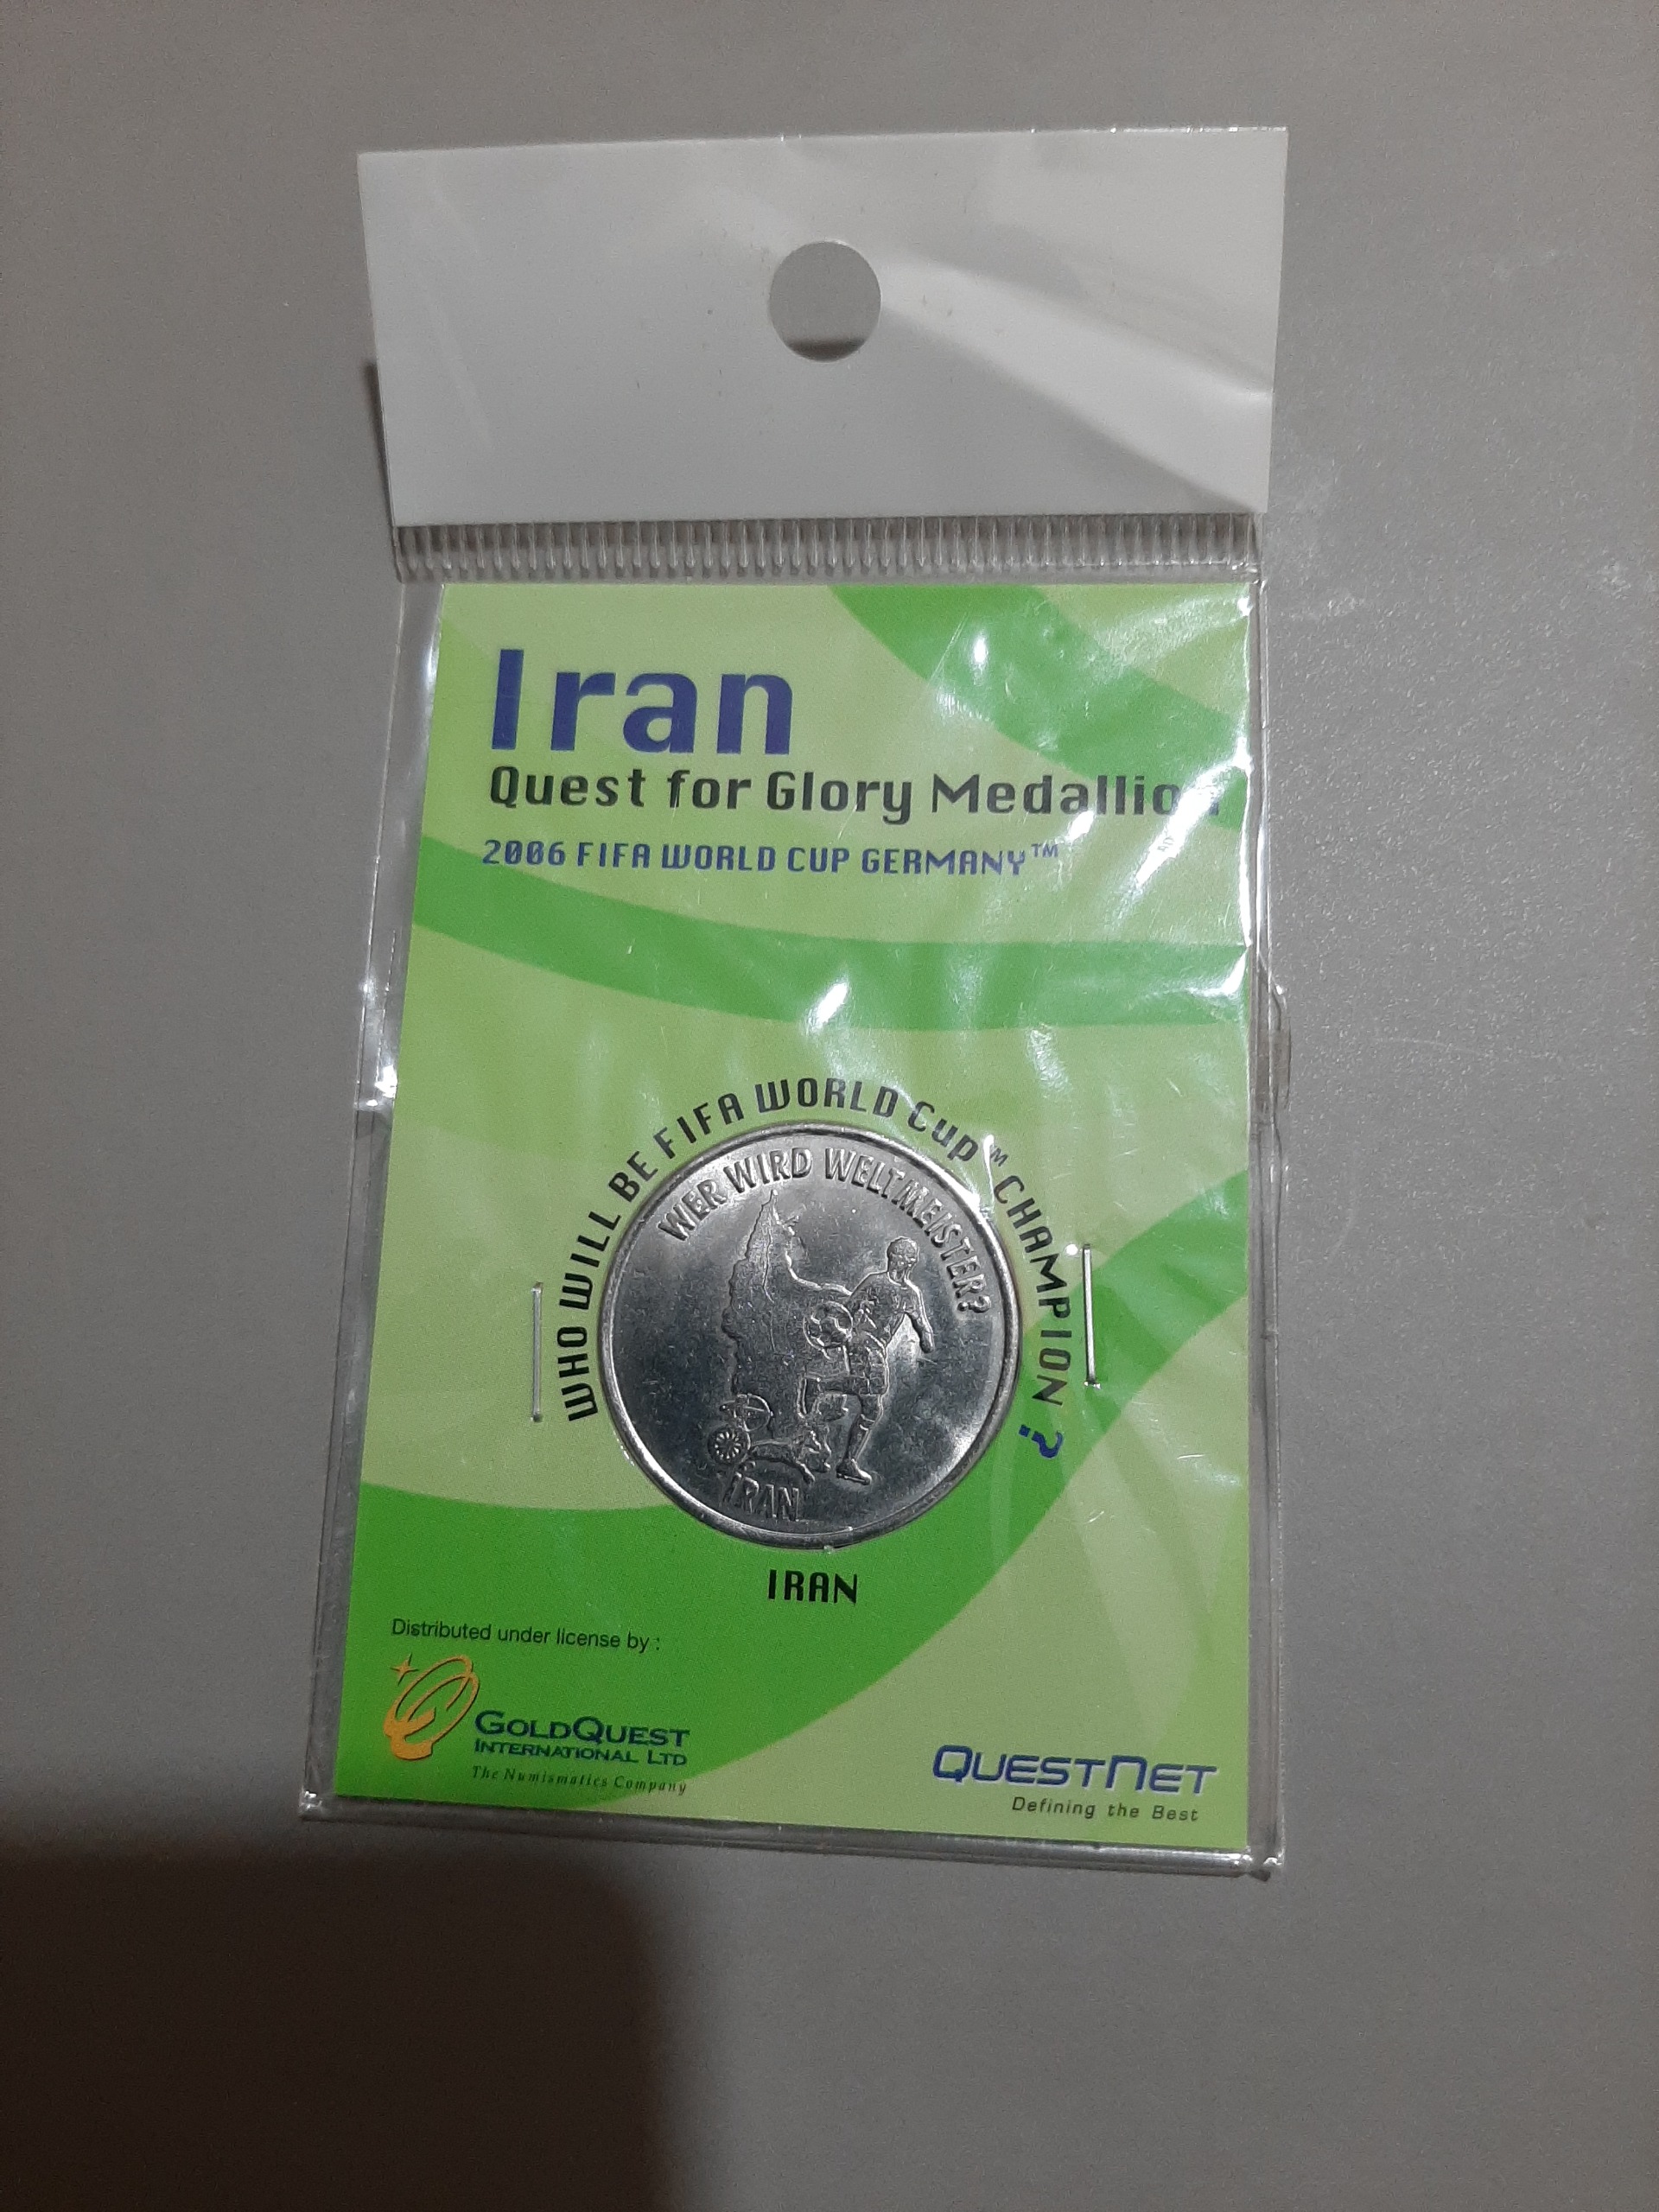 Iran
Quest for Glory Medallion
2006 FIFA WORLD CUP GERMANY™
WHO WILL BE FIFA WORLD Cup™ CHAMPION ?
WER WIRD WELTMEISTER?
IRAN
IRAN
Distributed under license by :
GOLDQUEST
INTERNATIONAL LTD
The Numismatics Company
QUESTNET
Defining the Best